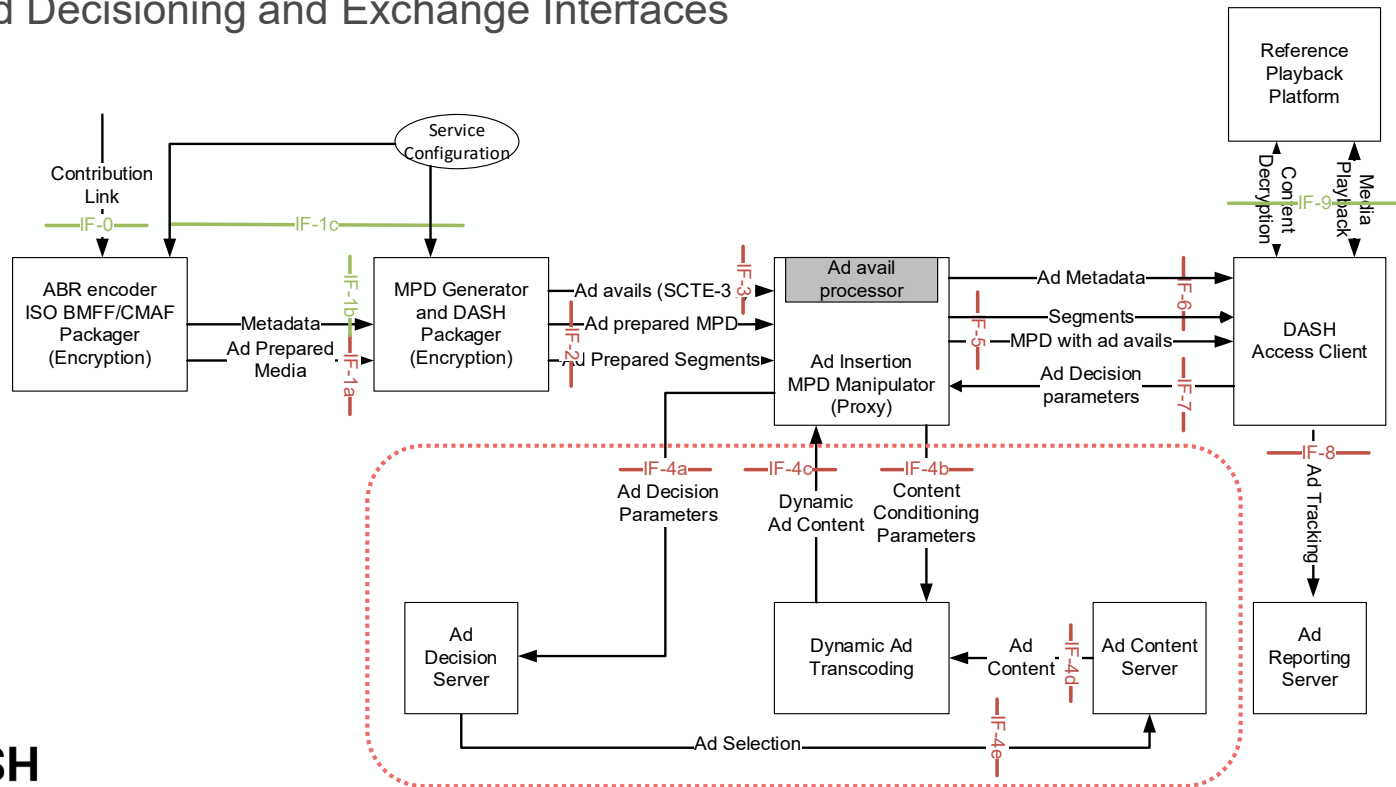 d Decisioning and Exchange Interfaces
Reference
Playback
Platform
Service
Configuration
Contribution
Link
IF-0
IF-1c
Content
Decryption
Media
Playback
IF-9
ABR encoder
ISO BMFF/CMAF
Packager
(Encryption)
IF-1b
Metadata
Ad Prepared
Media
IF-1a
MPD Generator
and DASH
Packager
(Encryption)
Ad avails (SCTE-3
IF-3
Ad prepared MPD
IF-2
Ad Prepared Segments
Ad avail
processor
Ad Insertion
MPD Manipulator
(Proxy)
Ad Metadata
IF-6
Segments
IF-5
MPD with ad avails
Ad Decision
parameters
IF-7
DASH
Access Client
IF-8
Ad Tracking
IF-4a
Ad Decision
Parameters
IF-4c
Dynamic
Ad Content
IF-4b
Content
Conditioning
Parameters
Ad
Decision
Server
Dynamic Ad
Transcoding
Ad
Content
IF-4d
Ad Content
Server
Ad
Reporting
Server
Ad Selection
IF-4e
SH